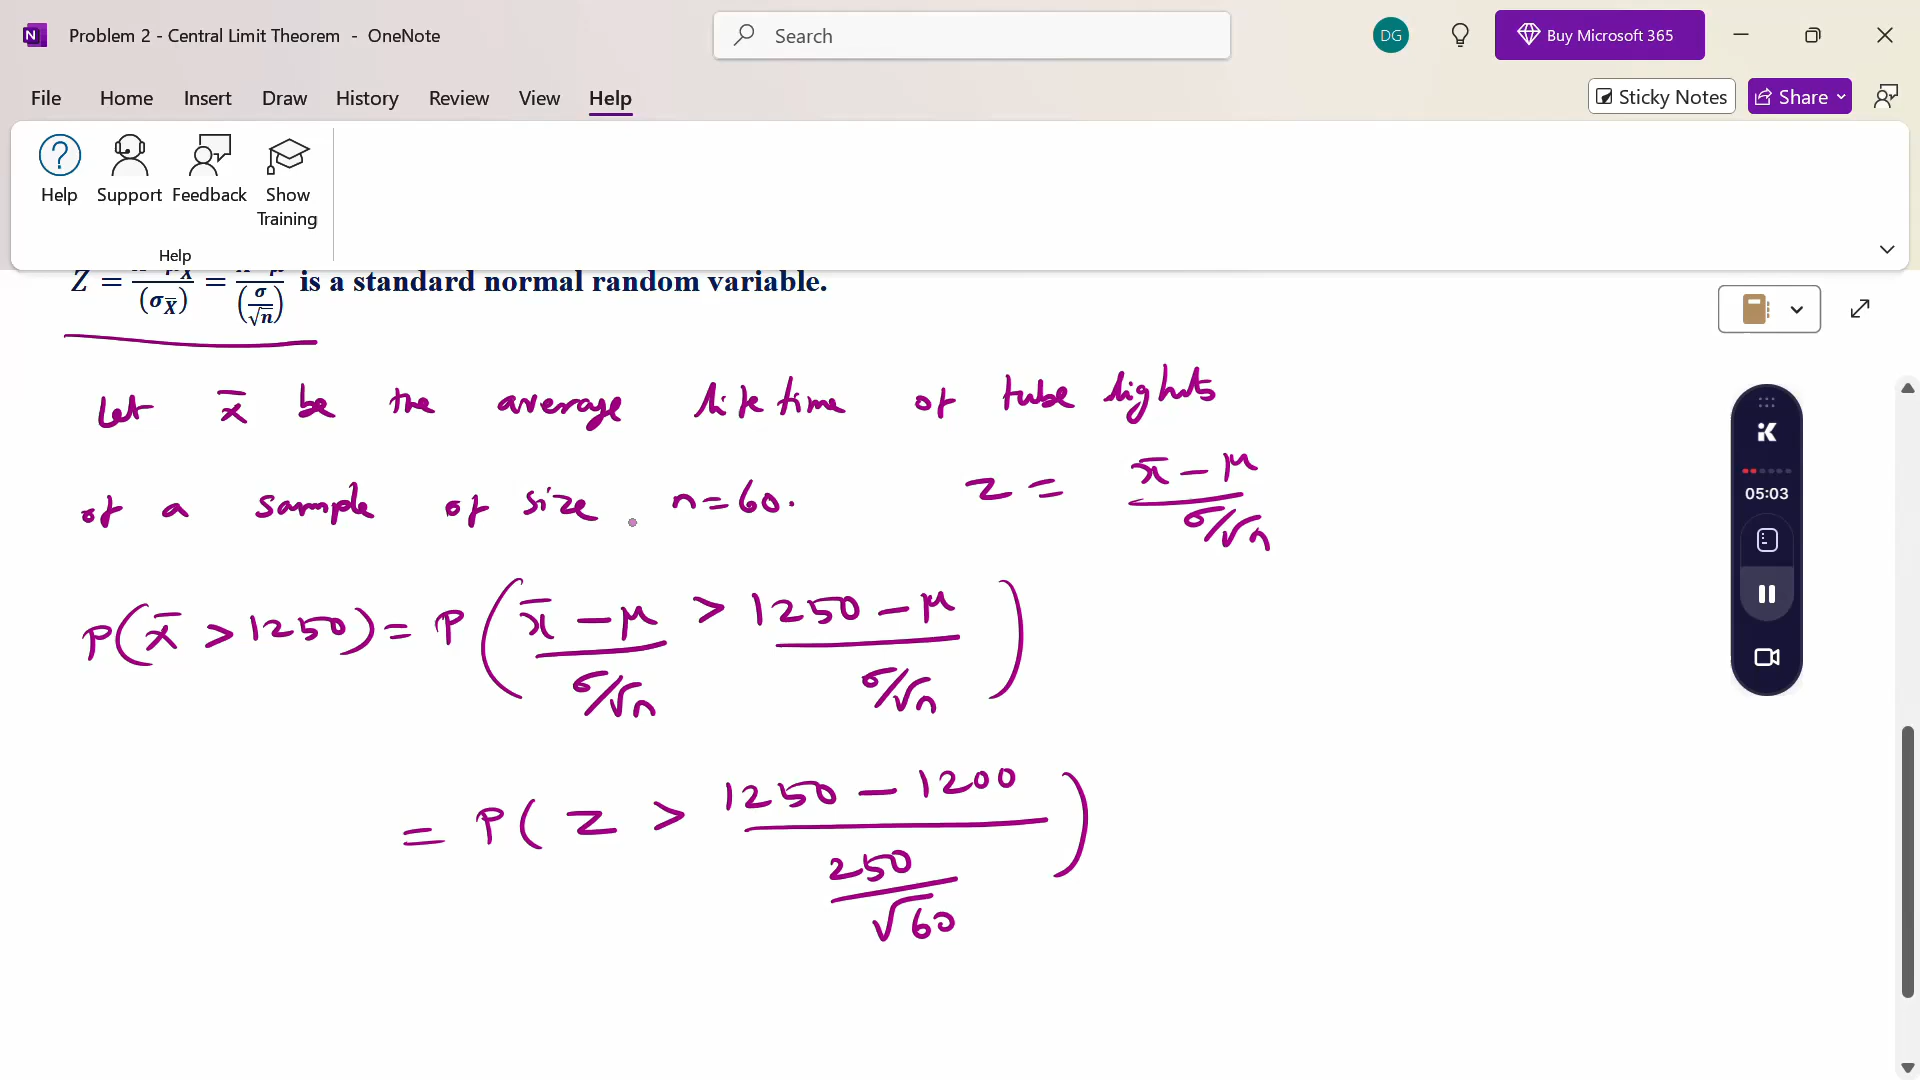 Problem 2 - Central Limit Theorem - OneNote
Search
DG
Buy Microsoft 365
File Home Insert Draw History Review View Help
Sticky Notes
Share
Help
Support
Feedback
Show Training
Help
Z = (σ_X̄) = (σ/√n) is a standard normal random variable.
Let x̄ be the average life time of tube lights
of a sample of size n = 60.
z = (x̄ − μ)/(σ/√n)
05:03
P(x̄ > 1250) = P((x̄ − μ)/(σ/√n) > (1250 − μ)/(σ/√n))
= P(z > (1250 − 1200)/(250/√60))